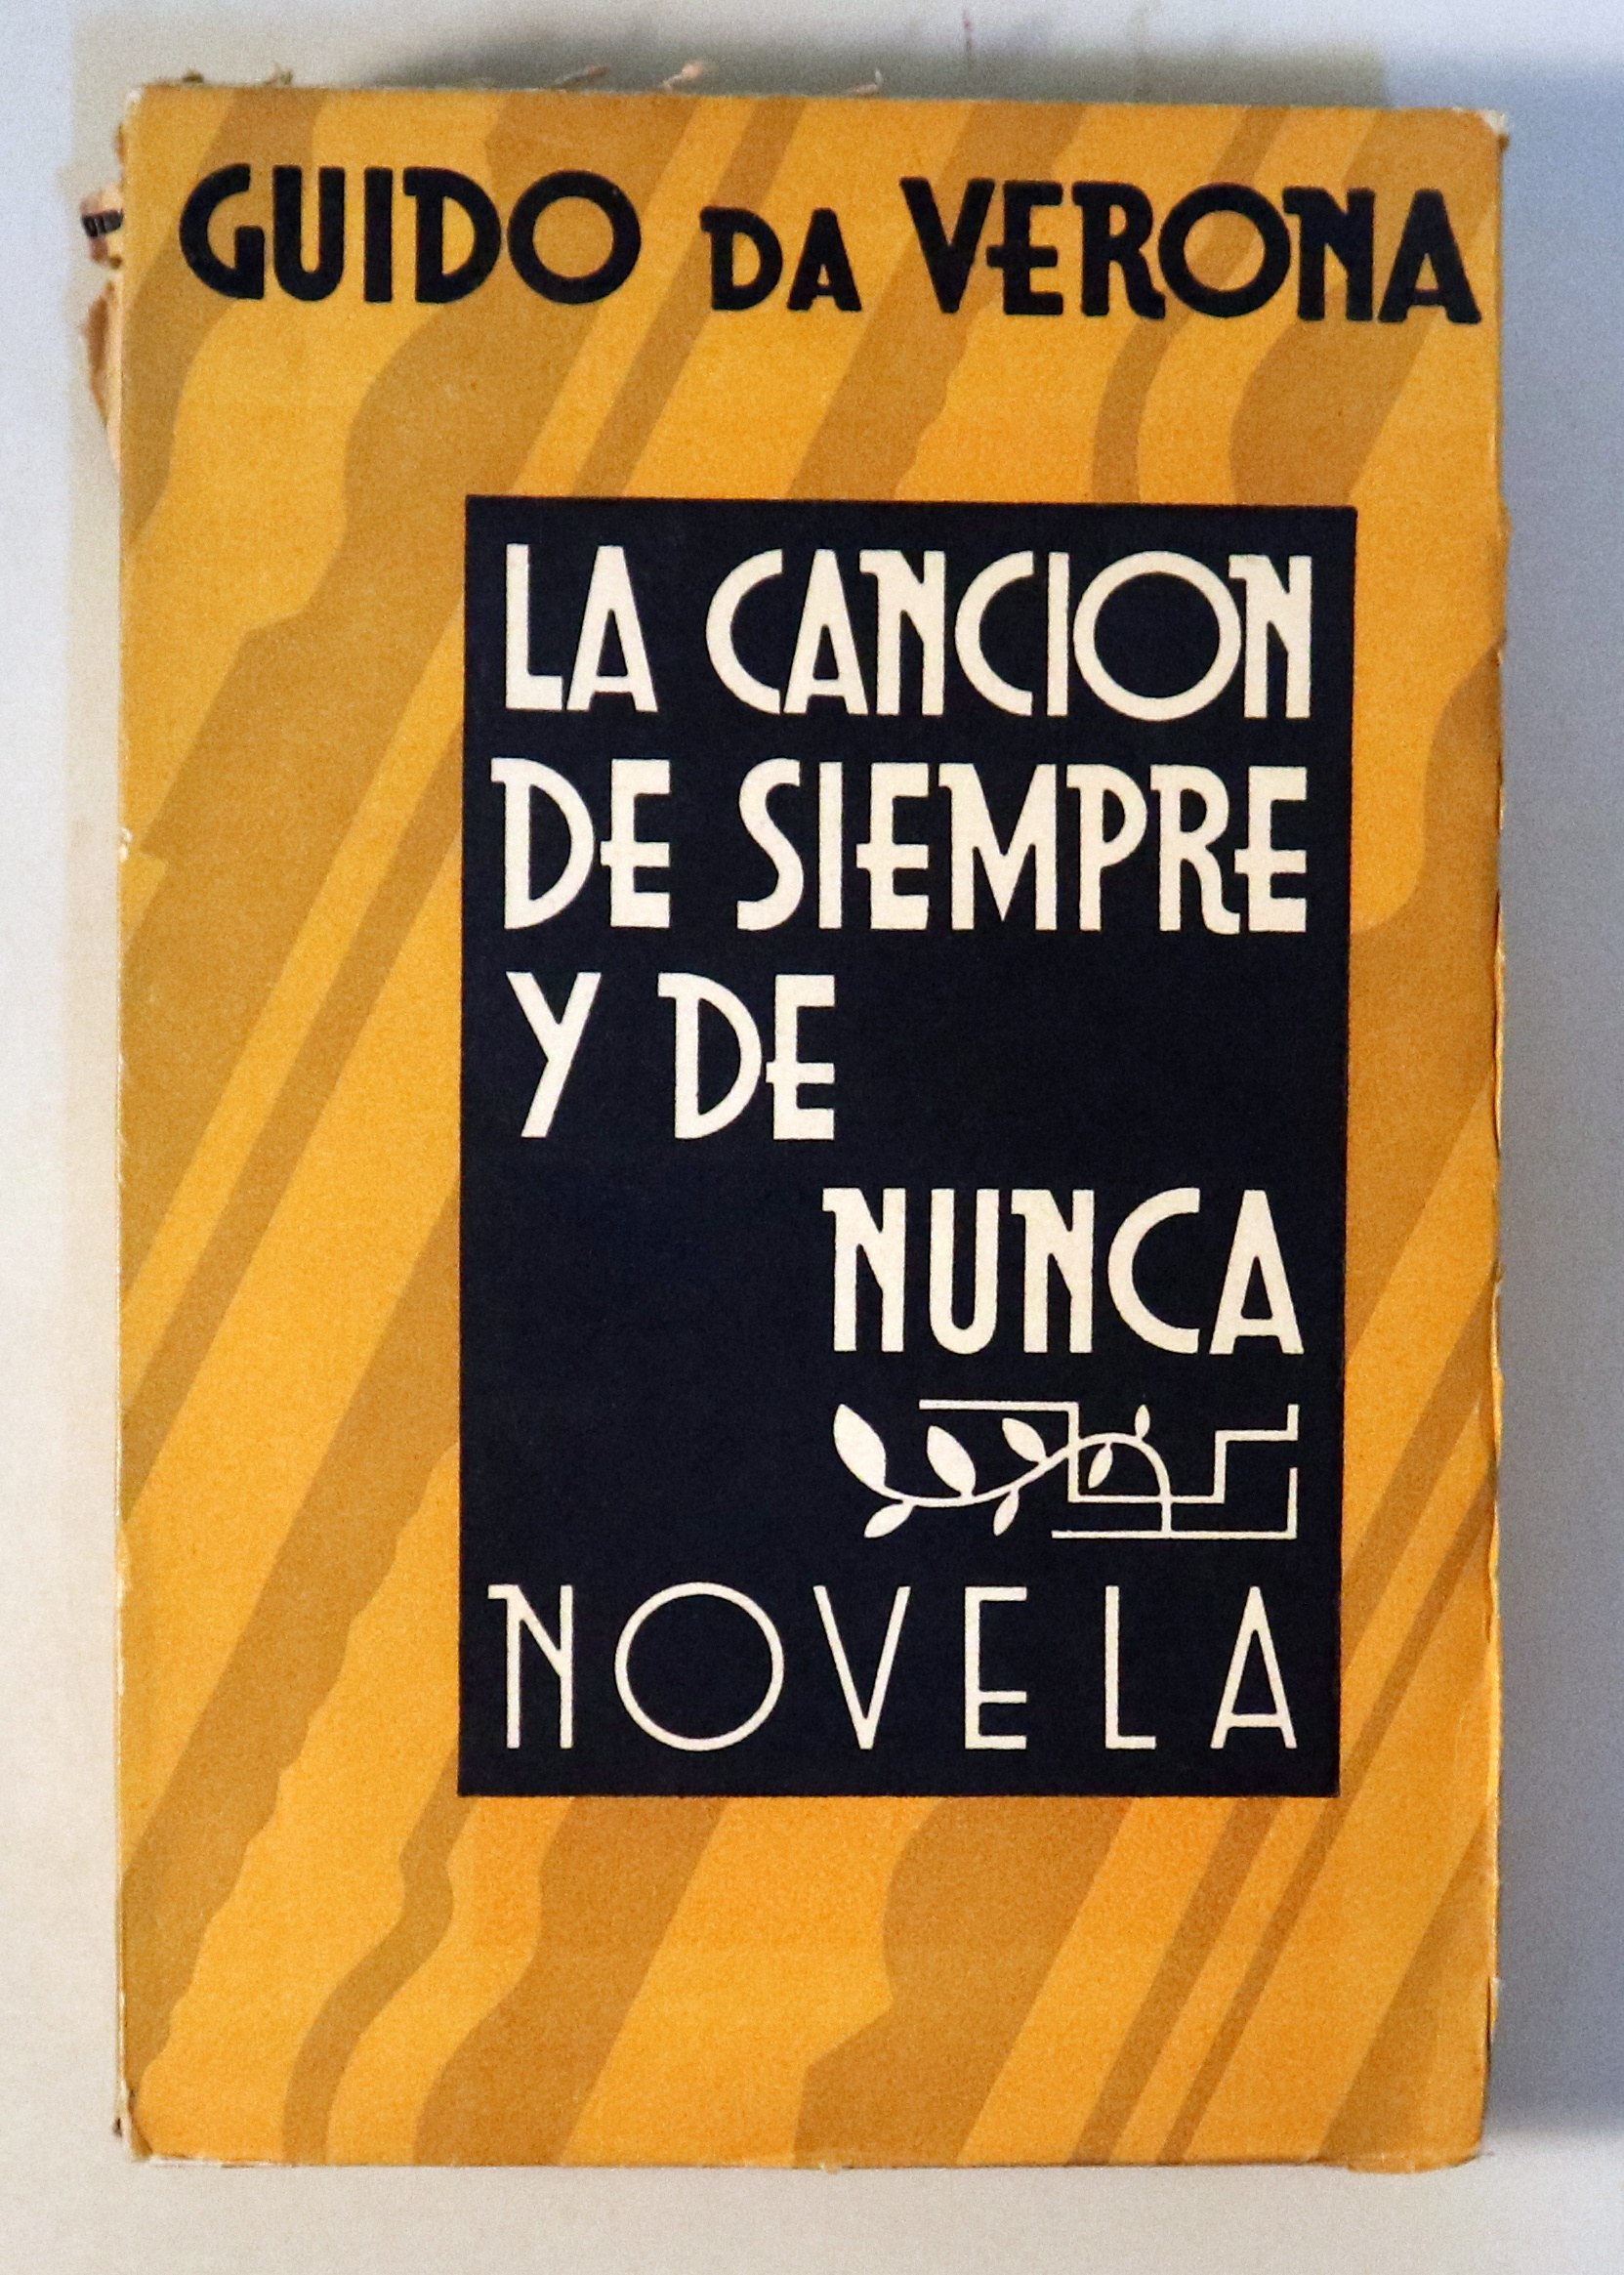 GUIDO DA VERONA
LA CANCION
DE SIEMPRE
Y DE
NUNCA
NOVELA